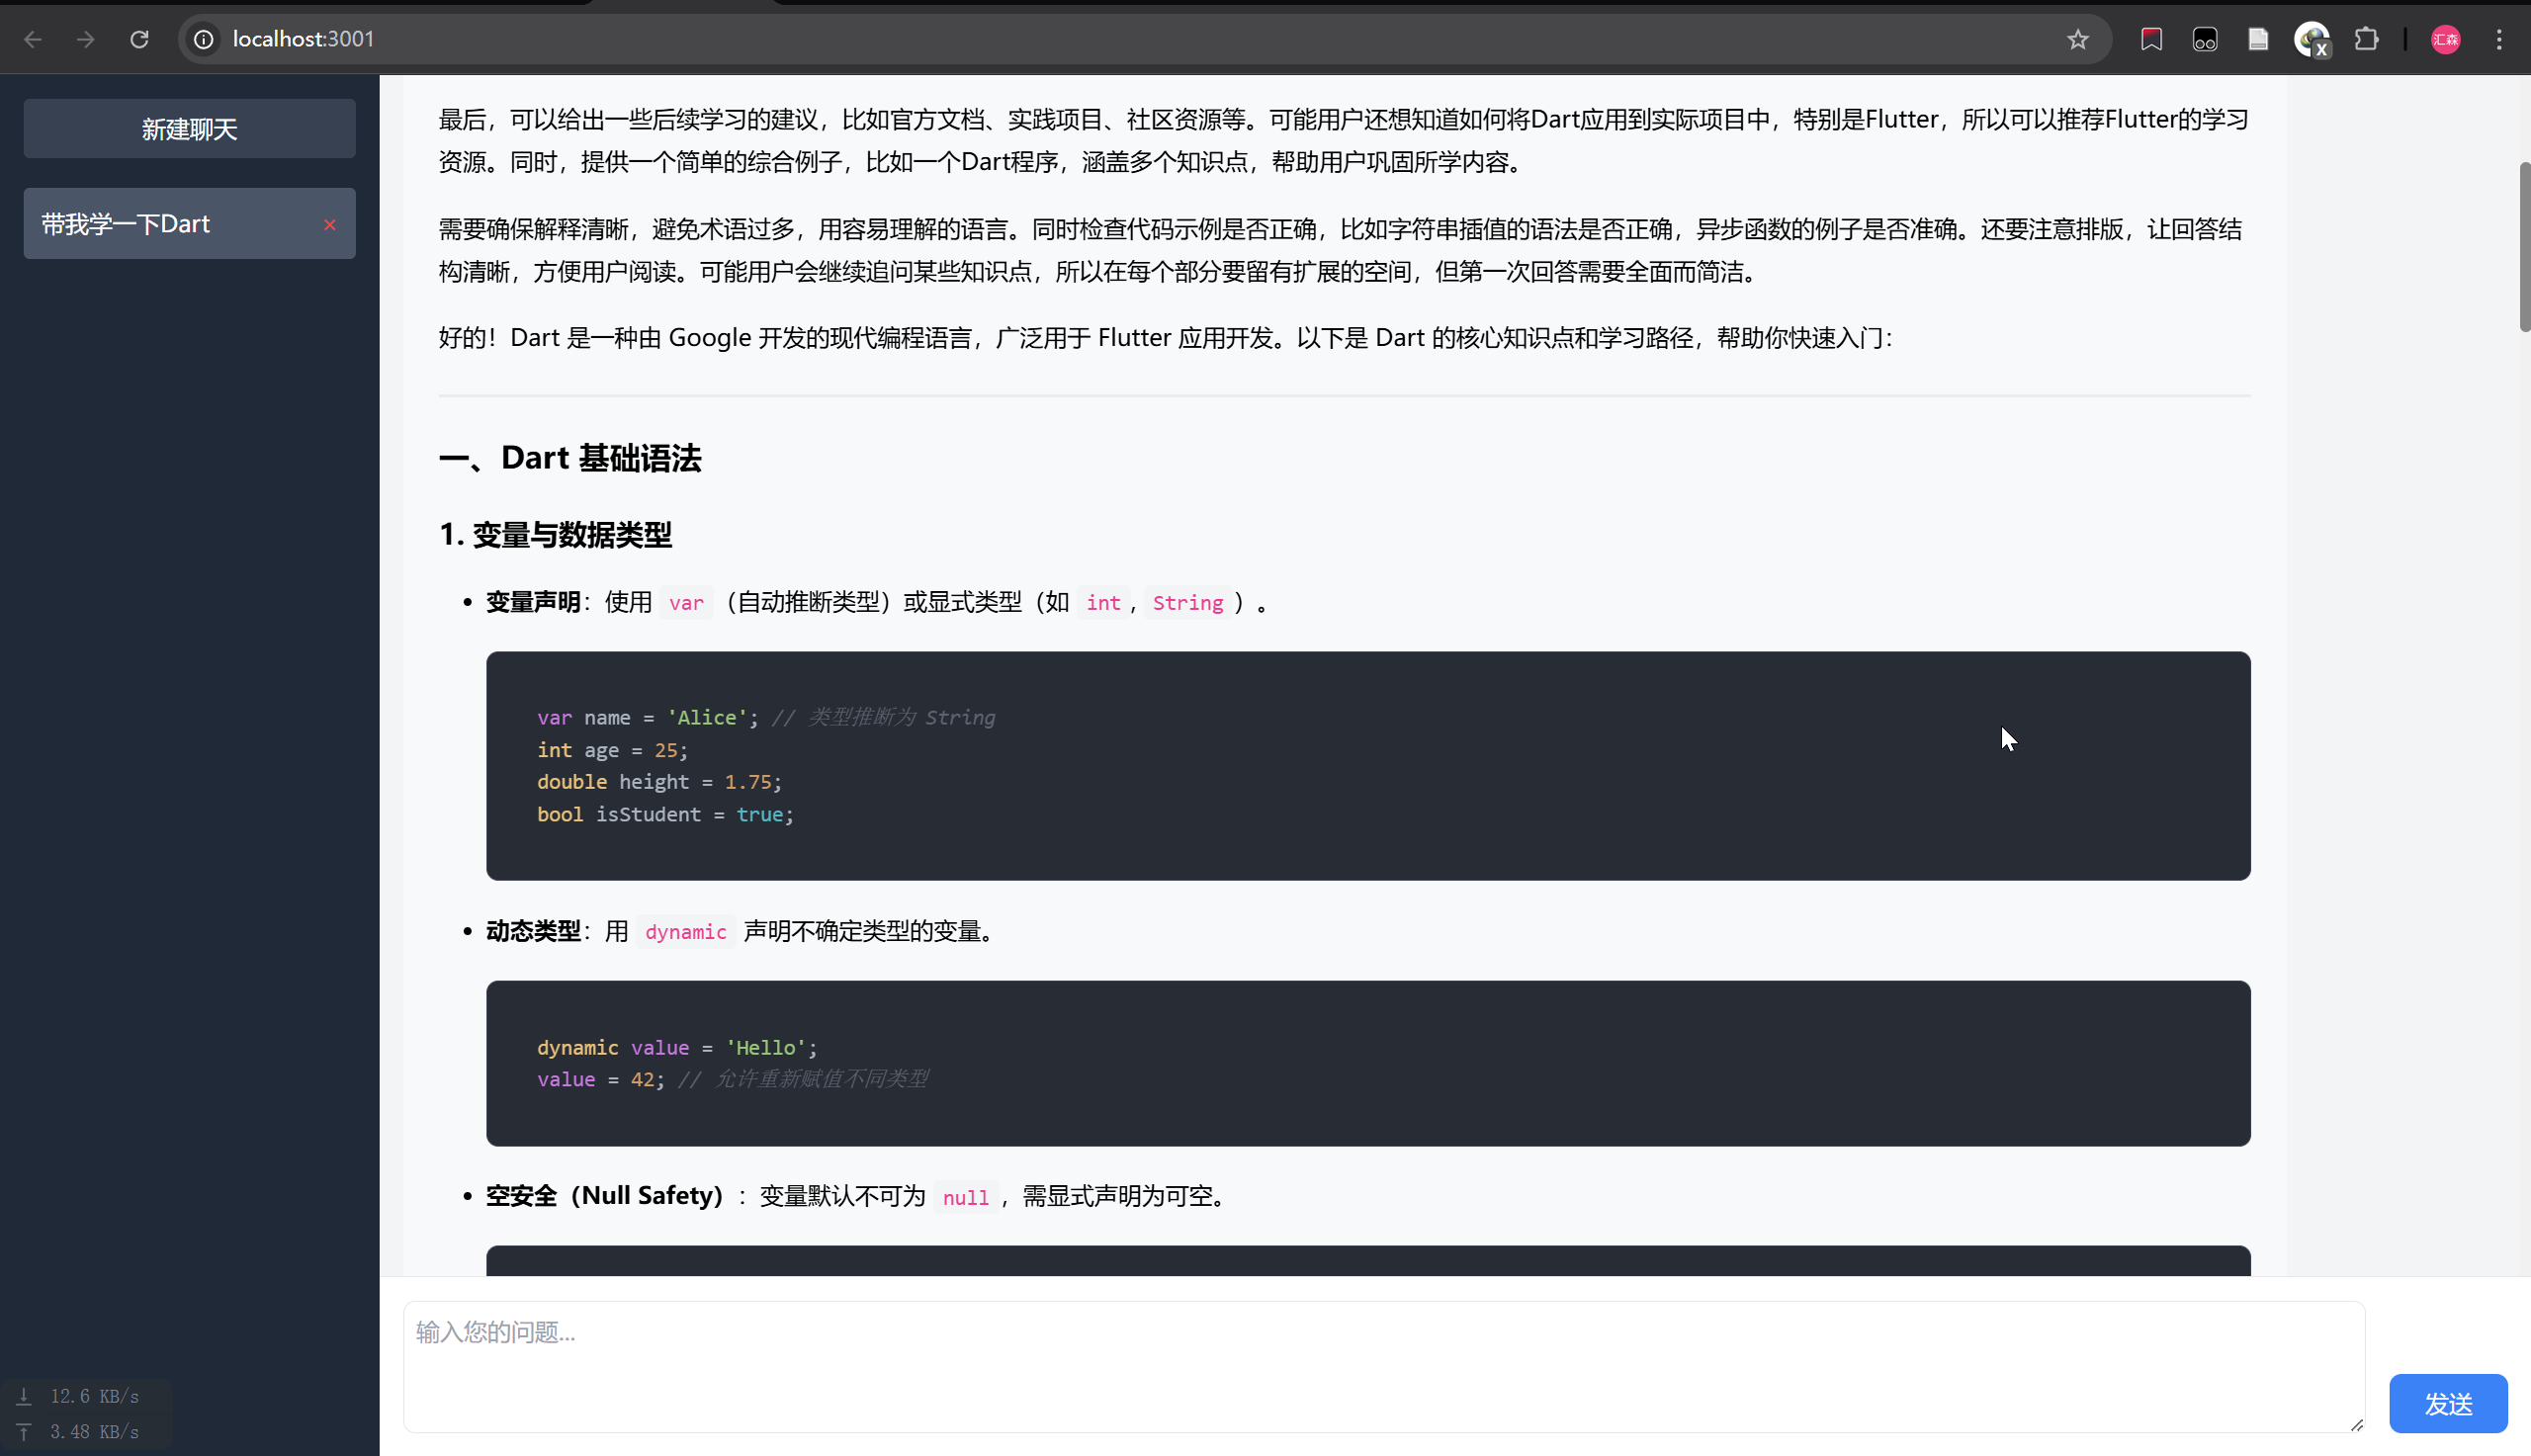 localhost:3001
汇森
新建聊天
带我学一下Dart
×
最后，可以给出一些后续学习的建议，比如官方文档、实践项目、社区资源等。可能用户还想知道如何将Dart应用到实际项目中，特别是Flutter，所以可以推荐Flutter的学习
资源。同时，提供一个简单的综合例子，比如一个Dart程序，涵盖多个知识点，帮助用户巩固所学内容。
需要确保解释清晰，避免术语过多，用容易理解的语言。同时检查代码示例是否正确，比如字符串插值的语法是否正确，异步函数的例子是否准确。还要注意排版，让回答结
构清晰，方便用户阅读。可能用户会继续追问某些知识点，所以在每个部分要留有扩展的空间，但第一次回答需要全面而简洁。
好的！Dart 是一种由 Google 开发的现代编程语言，广泛用于 Flutter 应用开发。以下是 Dart 的核心知识点和学习路径，帮助你快速入门：
一、Dart 基础语法
1. 变量与数据类型
• 变量声明：使用 var （自动推断类型）或显式类型（如 int , String ）。
var name = 'Alice'; // 类型推断为 String
int age = 25;
double height = 1.75;
bool isStudent = true;
• 动态类型：用 dynamic 声明不确定类型的变量。
dynamic value = 'Hello';
value = 42; // 允许重新赋值不同类型
• 空安全（Null Safety）：变量默认不可为 null ，需显式声明为可空。
输入您的问题...
发送
12.6 KB/s
3.48 KB/s